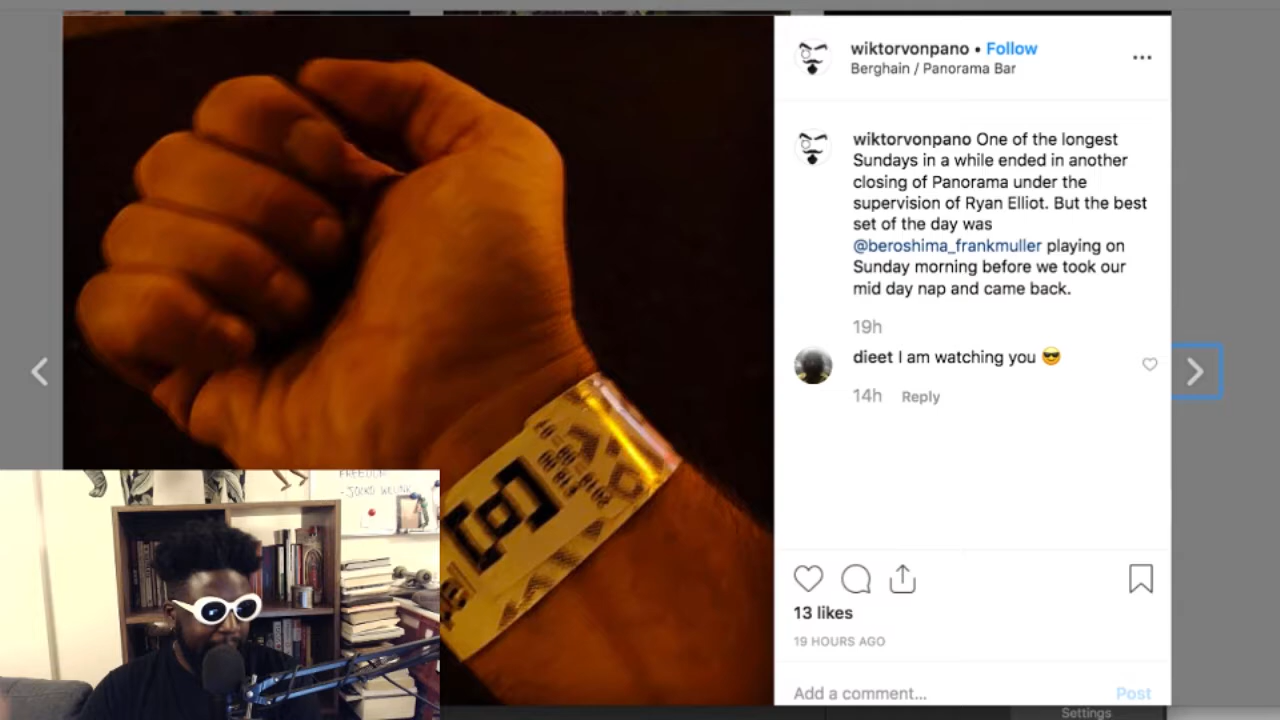 wiktorvonpano • Follow
Berghain / Panorama Bar
wiktorvonpano One of the longest
Sundays in a while ended in another
closing of Panorama under the
supervision of Ryan Elliot. But the best
set of the day was
@beroshima_frankmuller playing on
Sunday morning before we took our
mid day nap and came back.
19h
dieet I am watching you 😎
14h Reply
13 likes
19 HOURS AGO
Add a comment... Post
Settings
FREEDOM
- JOCKO WILLINK